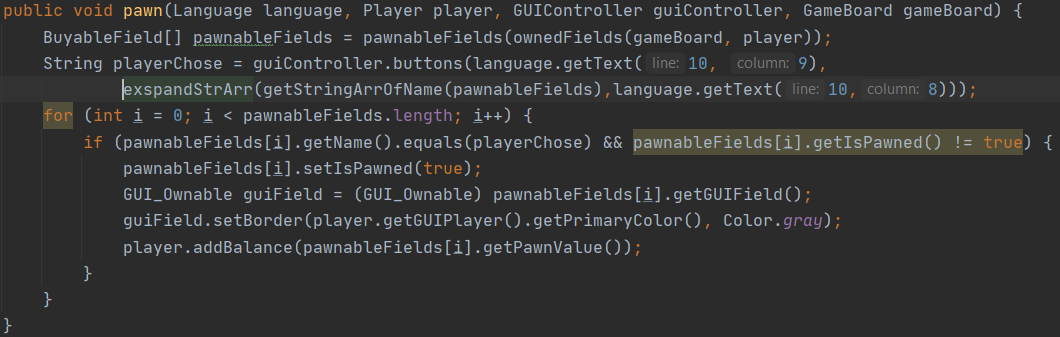 public void pawn(Language language, Player player, GUIController guiController, GameBoard gameBoard) {
    BuyableField[] pawnableFields = pawnableFields(ownedFields(gameBoard, player));
    String playerChose = guiController.buttons(language.getText( line: 10, column: 9),
            exspandStrArr(getStringArrOfName(pawnableFields),language.getText( line: 10, column: 8)));
    for (int i = 0; i < pawnableFields.length; i++) {
        if (pawnableFields[i].getName().equals(playerChose) && pawnableFields[i].getIsPawned() != true) {
            pawnableFields[i].setIsPawned(true);
            GUI_Ownable guiField = (GUI_Ownable) pawnableFields[i].getGUIField();
            guiField.setBorder(player.getGUIPlayer().getPrimaryColor(), Color.gray);
            player.addBalance(pawnableFields[i].getPawnValue());
        }
    }
}